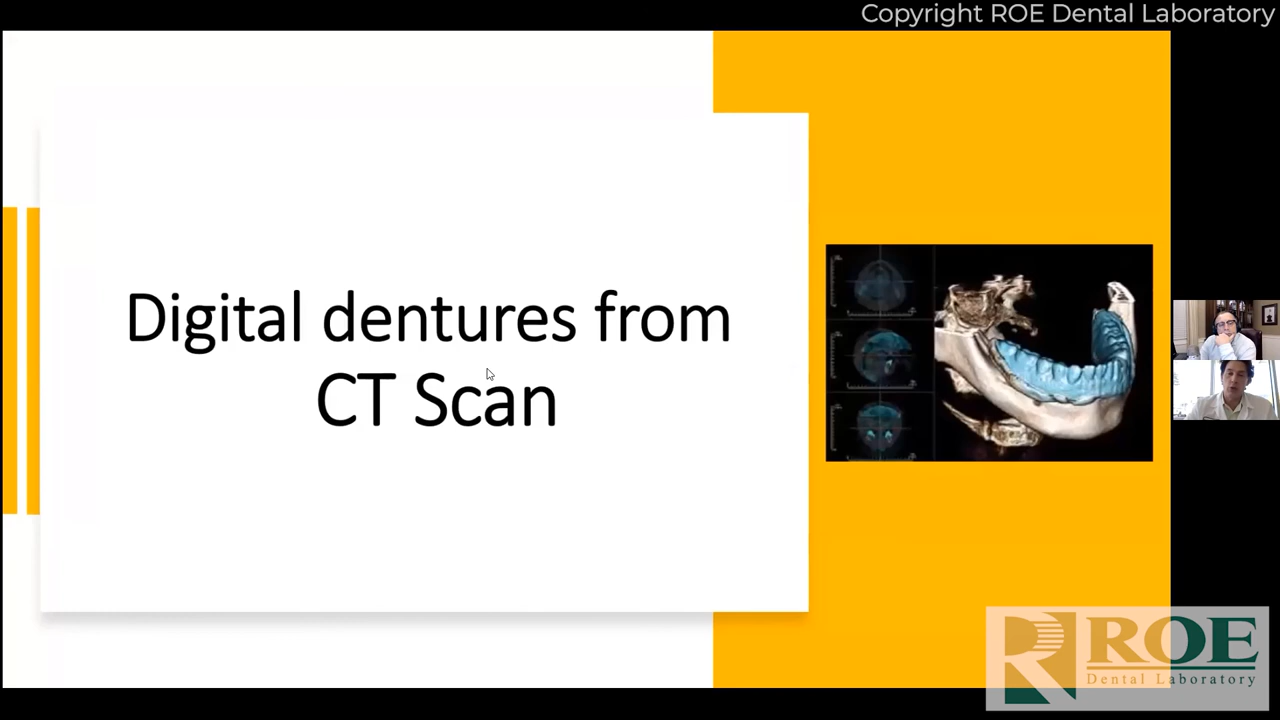 Copyright ROE Dental Laboratory
Digital dentures from
CT Scan
ROE
Dental Laboratory